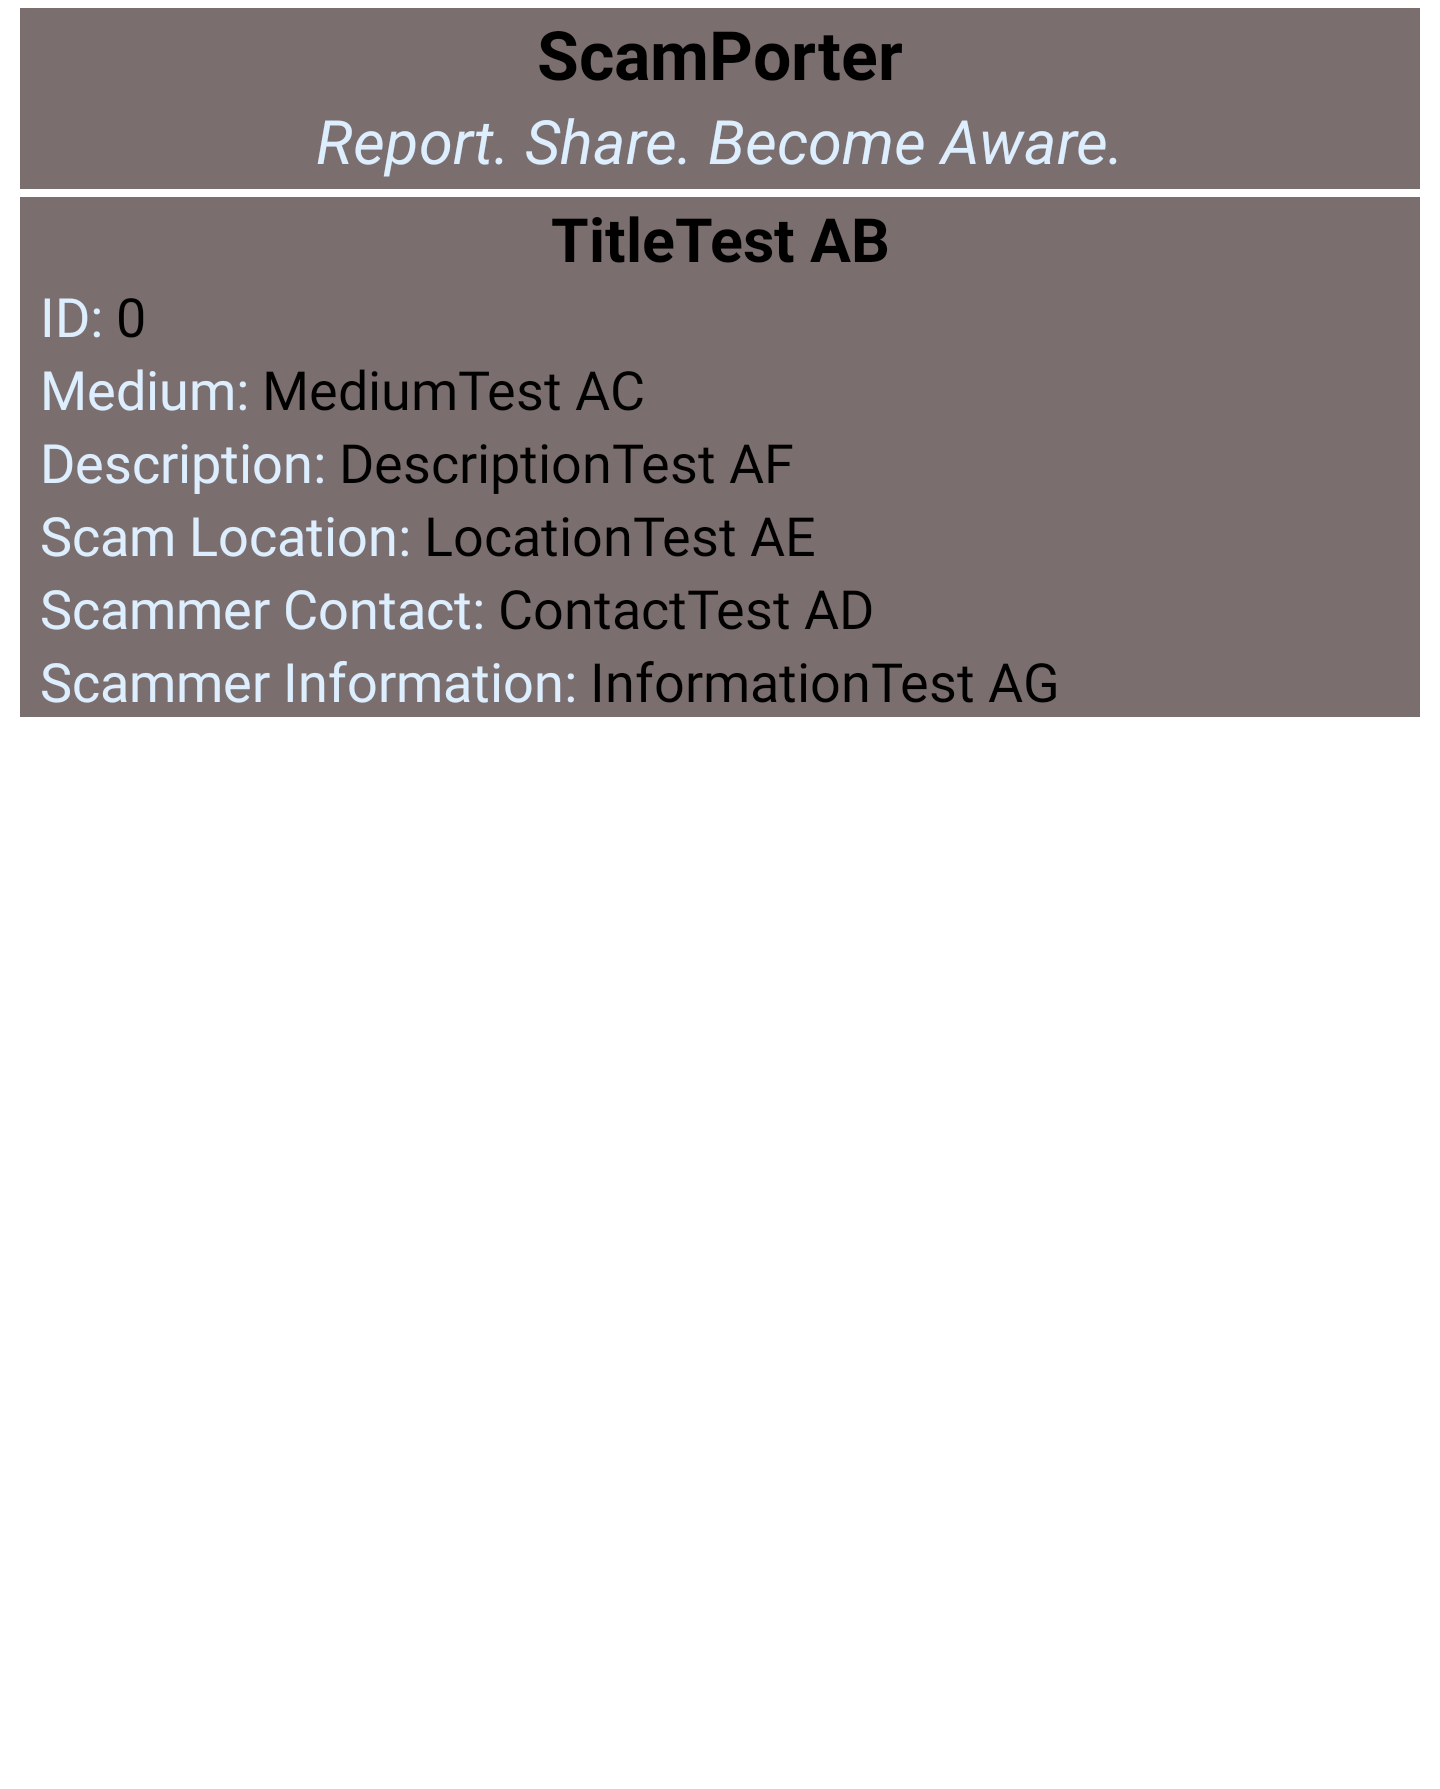 ScamPorter
Report. Share. Become Aware.
TitleTest AB
ID: 0
Medium: MediumTest AC
Description: DescriptionTest AF
Scam Location: LocationTest AE
Scammer Contact: ContactTest AD
Scammer Information: InformationTest AG